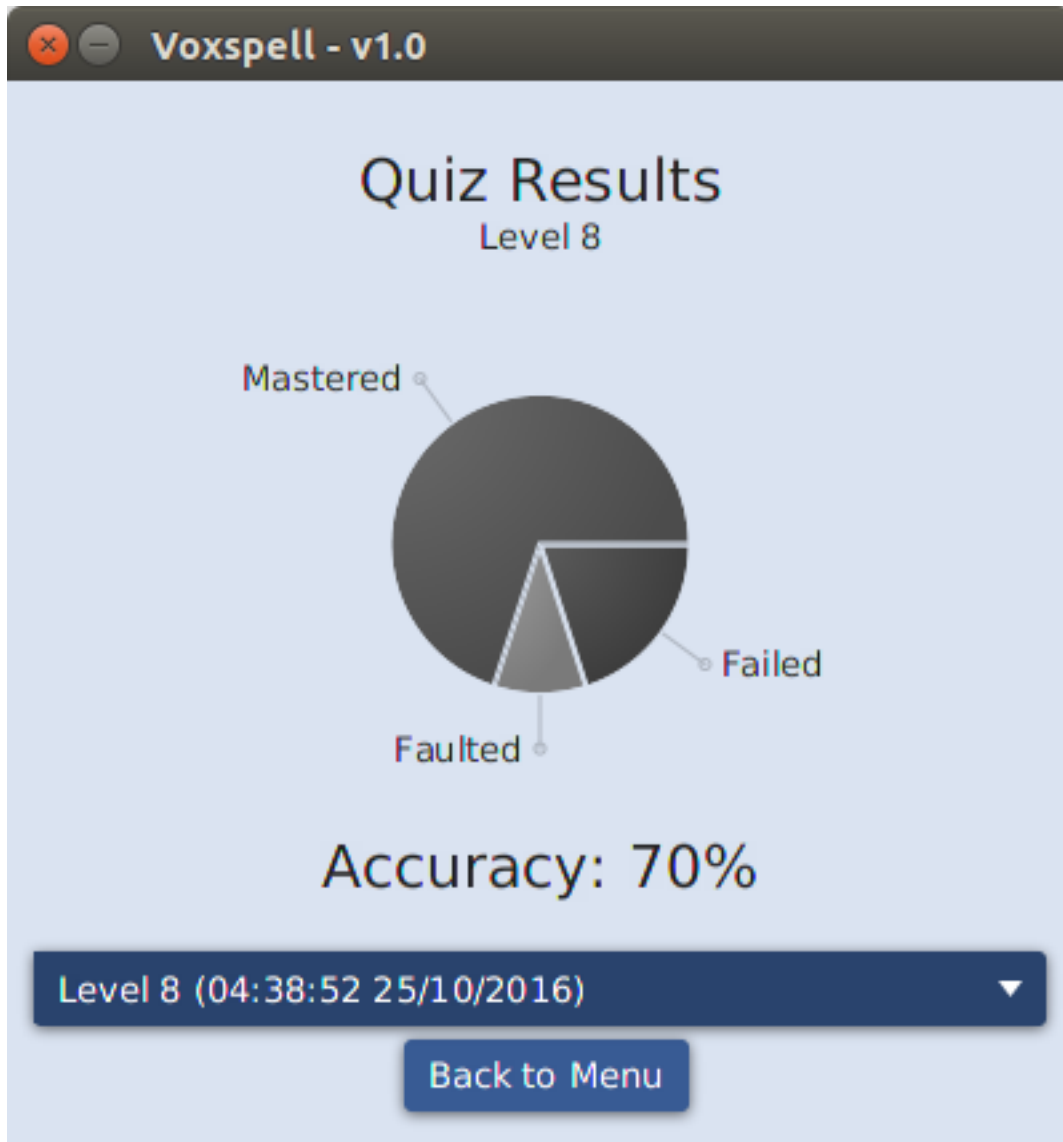 Voxspell - v1.0
Quiz Results
Level 8
Mastered
Failed
Faulted
Accuracy: 70%
Level 8 (04:38:52 25/10/2016)
Back to Menu